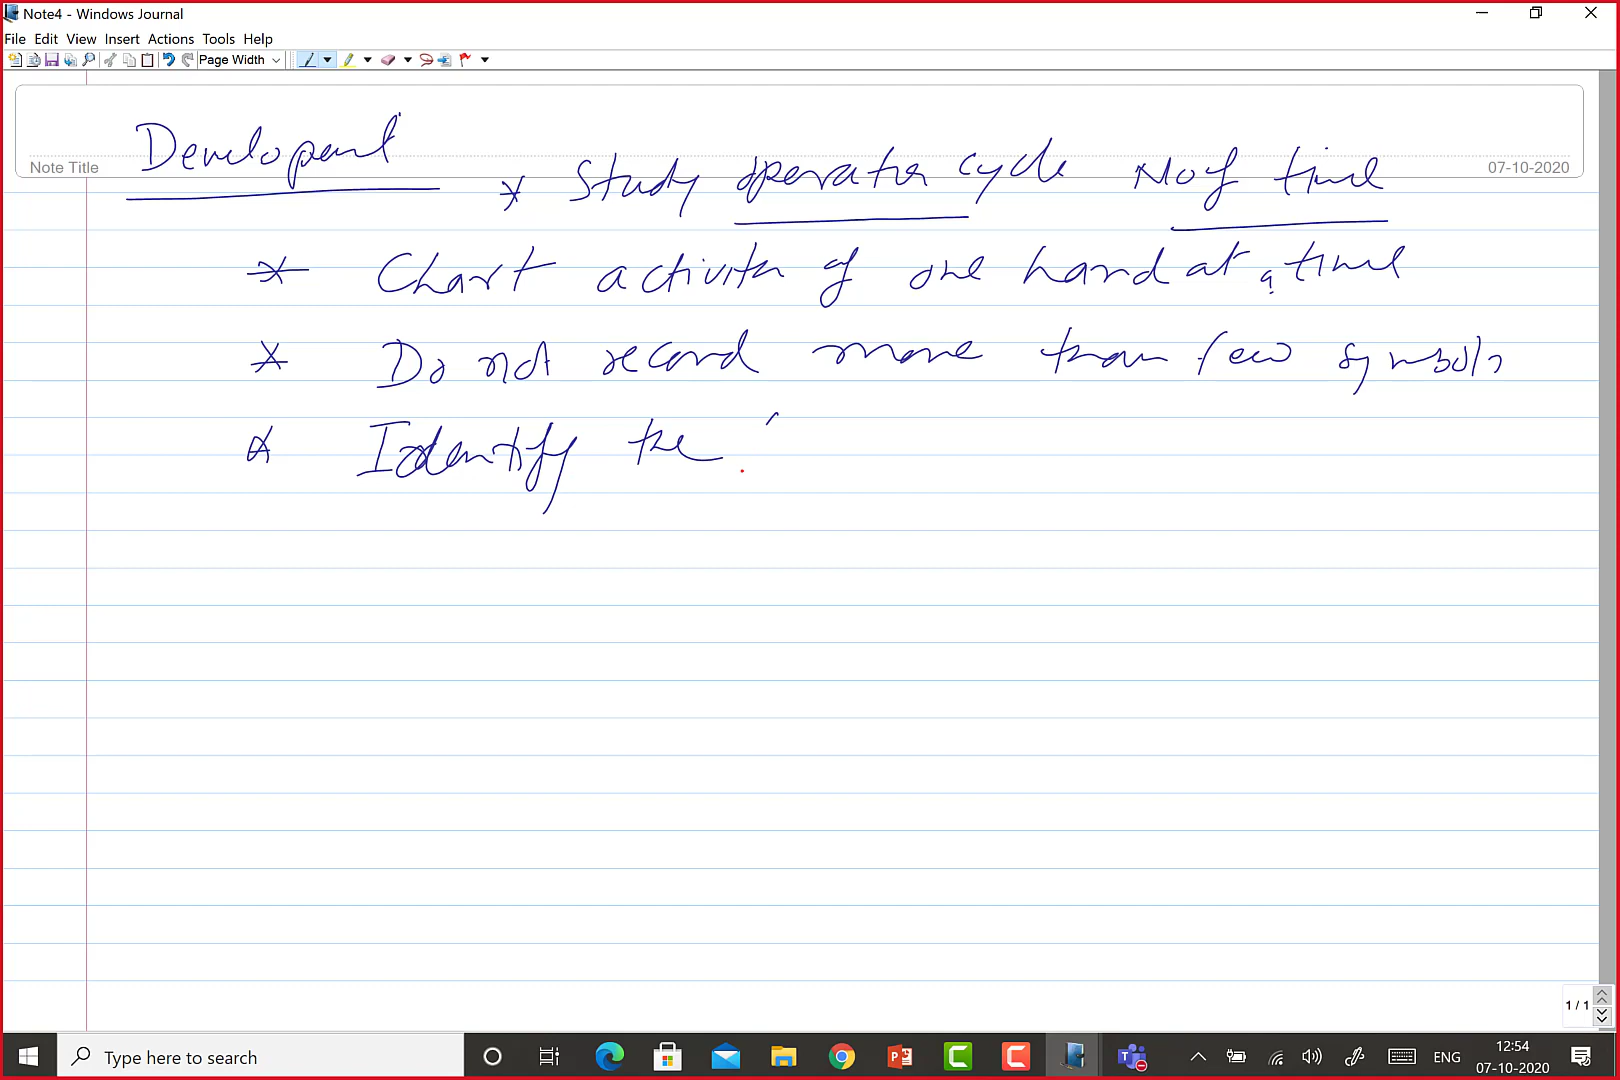 Note4 - Windows Journal
File Edit View Insert Actions Tools Help
Page Width
Development
Note Title
* Study operator cycle No of time
07-10-2020
* Chart activity of one hand at a time
* Do not record more than few symbols
* Identify the
1 / 1
Type here to search
ENG
12:54
07-10-2020